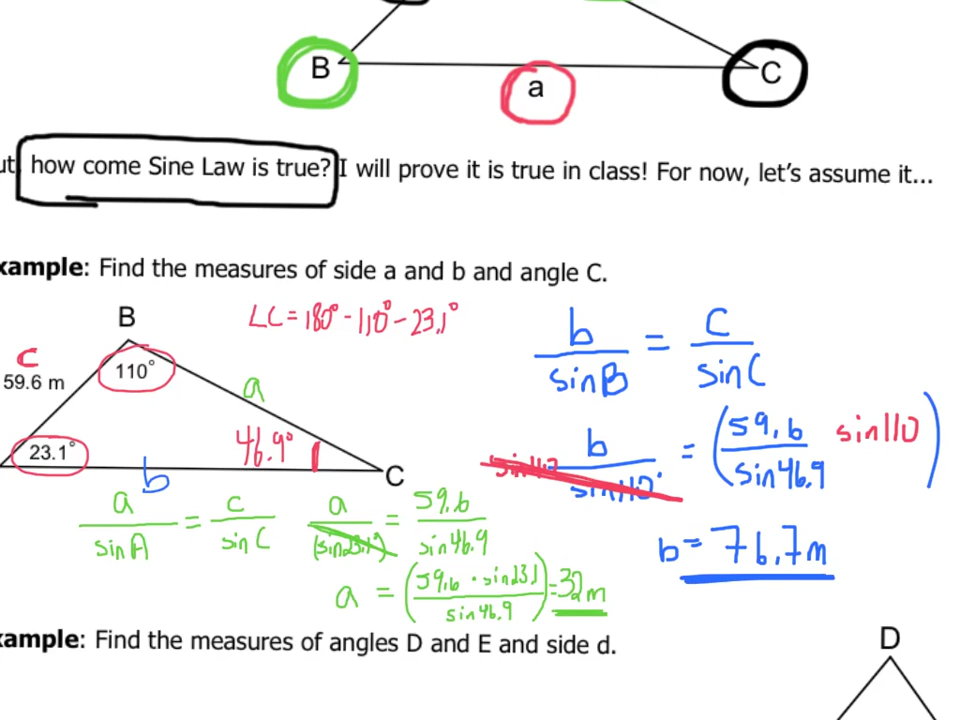 B
a
C
ut how come Sine Law is true? I will prove it is true in class! For now, let's assume it...
xample: Find the measures of side a and b and angle C.
B
∠C = 180° - 110° - 23.1°
b/sinB = c/sinC
c
59.6 m
110°
a
23.1°
46.9°
b
C
b/sin110° = (59.6/sin46.9 sin110)
a/sinA = c/sinC
a/(sin23.1°) = 59.6/sin46.9
b = 76.7m
a = (59.6 · sin23.1/sin46.9) = 32m
xample: Find the measures of angles D and E and side d.
D